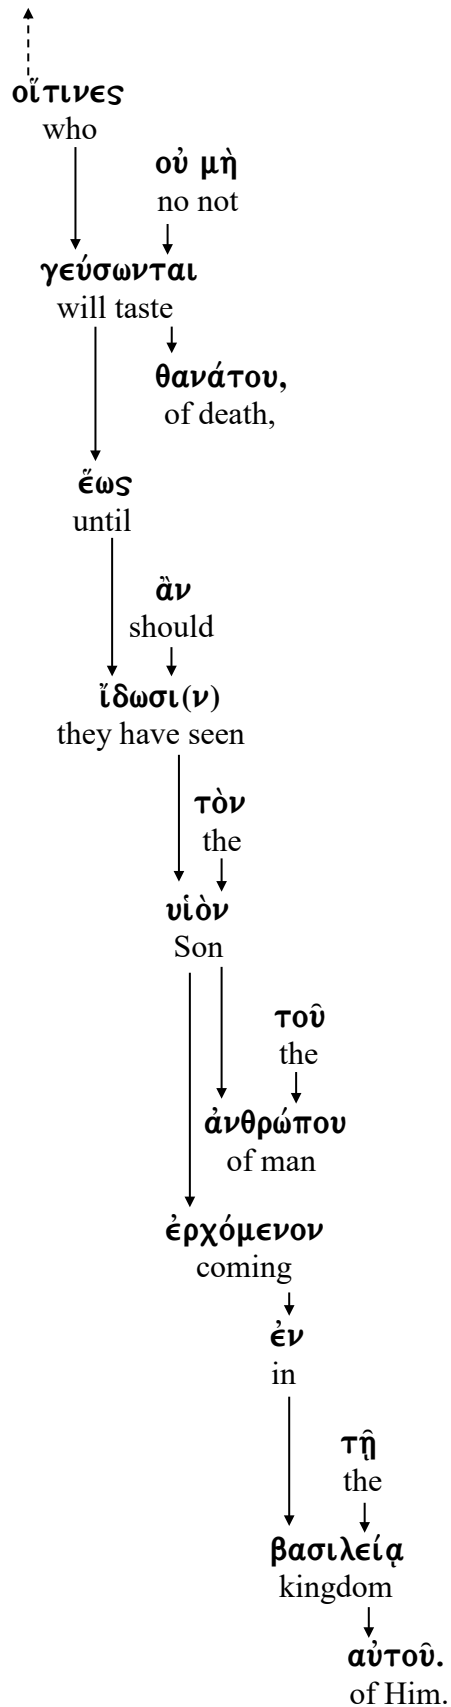 οἵτινες
who
οὐ μὴ
no not
γεύσωνται
will taste
θανάτου,
of death,
ἕως
until
ἂν
should
ἴδωσι(ν)
they have seen
τὸν
the
υἱὸν
Son
τοῦ
the
ἀνθρώπου
of man
ἐρχόμενον
coming
ἐν
in
τῇ
the
βασιλείᾳ
kingdom
αὐτοῦ.
of Him.